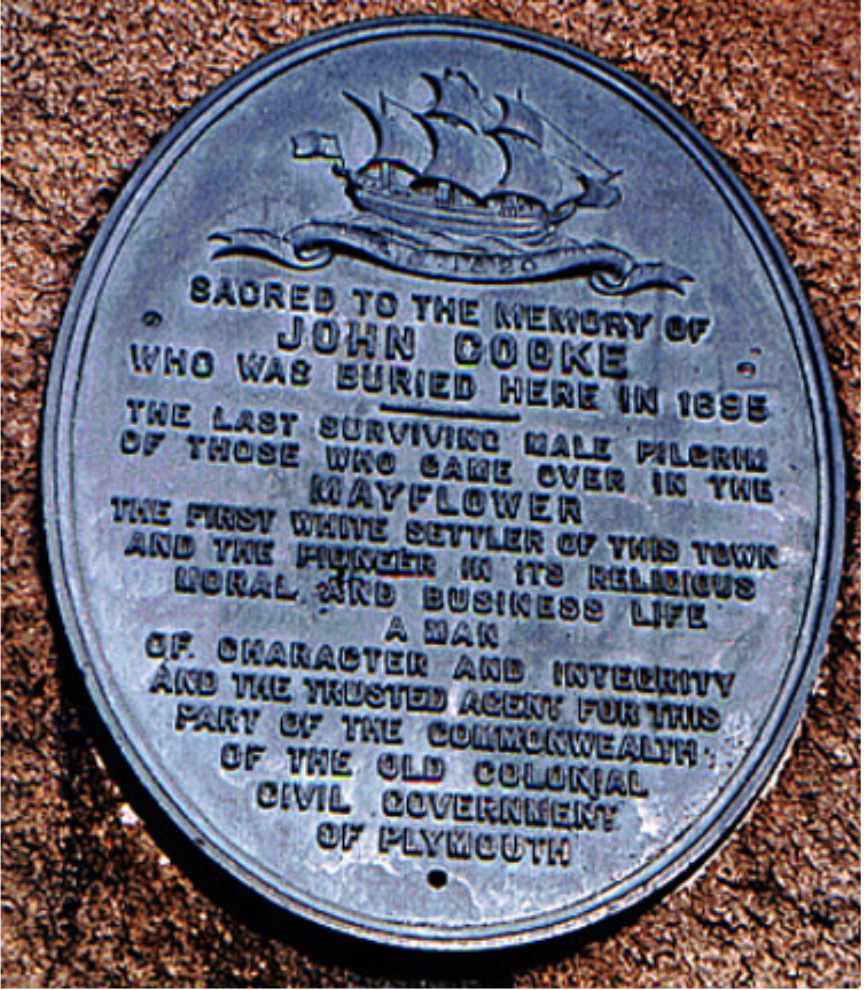 1620
SACRED TO THE MEMORY OF
JOHN COOKE
WHO WAS BURIED HERE IN 1695
THE LAST SURVIVING MALE PILGRIM
OF THOSE WHO CAME OVER IN THE
MAYFLOWER
THE FIRST WHITE SETTLER OF THIS TOWN
AND THE PIONEER IN ITS RELIGIOUS
MORAL AND BUSINESS LIFE
A MAN
OF CHARACTER AND INTEGRITY
AND THE TRUSTED AGENT FOR THIS
PART OF THE COMMONWEALTH
OF THE OLD COLONIAL
CIVIL GOVERNMENT
OF PLYMOUTH